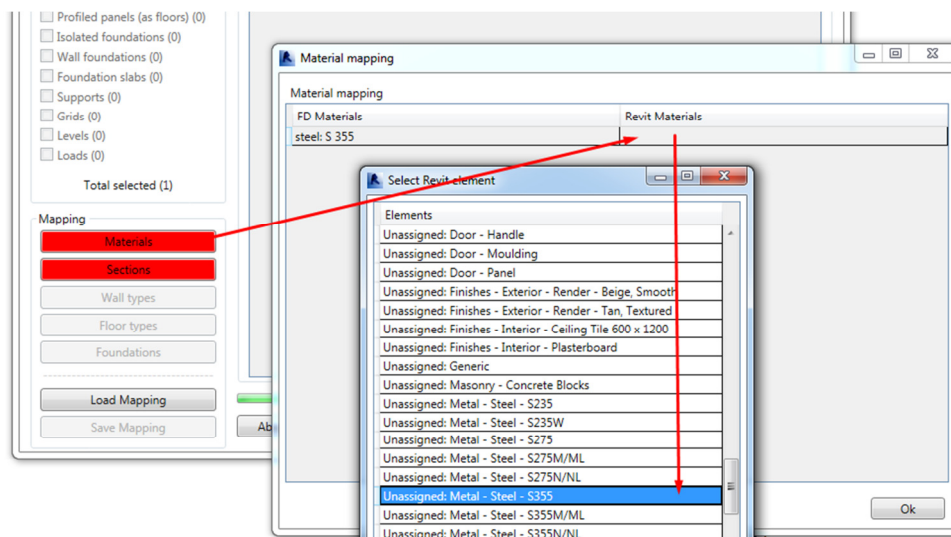 Profiled panels (as floors) (0)
Isolated foundations (0)
Wall foundations (0)
Foundation slabs (0)
Supports (0)
Grids (0)
Levels (0)
Loads (0)
Total selected (1)
Mapping
Materials
Sections
Wall types
Floor types
Foundations
Load Mapping
Save Mapping
Ab
Material mapping
Material mapping
FD Materials Revit Materials
steel: S 355
Select Revit element
Elements
Unassigned: Door - Handle
Unassigned: Door - Moulding
Unassigned: Door - Panel
Unassigned: Finishes - Exterior - Render - Beige, Smooth
Unassigned: Finishes - Exterior - Render - Tan, Textured
Unassigned: Finishes - Interior - Ceiling Tile 600 x 1200
Unassigned: Finishes - Interior - Plasterboard
Unassigned: Generic
Unassigned: Masonry - Concrete Blocks
Unassigned: Metal - Steel - S235
Unassigned: Metal - Steel - S235W
Unassigned: Metal - Steel - S275
Unassigned: Metal - Steel - S275M/ML
Unassigned: Metal - Steel - S275N/NL
Unassigned: Metal - Steel - S355
Unassigned: Metal - Steel - S355M/ML
Unassigned: Metal - Steel - S355N/NL
Ok